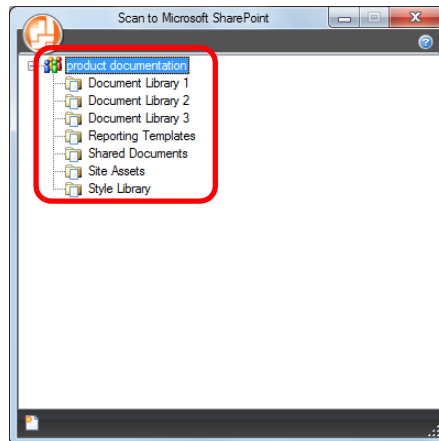 Scan to Microsoft SharePoint
product documentation
Document Library 1
Document Library 2
Document Library 3
Reporting Templates
Shared Documents
Site Assets
Style Library